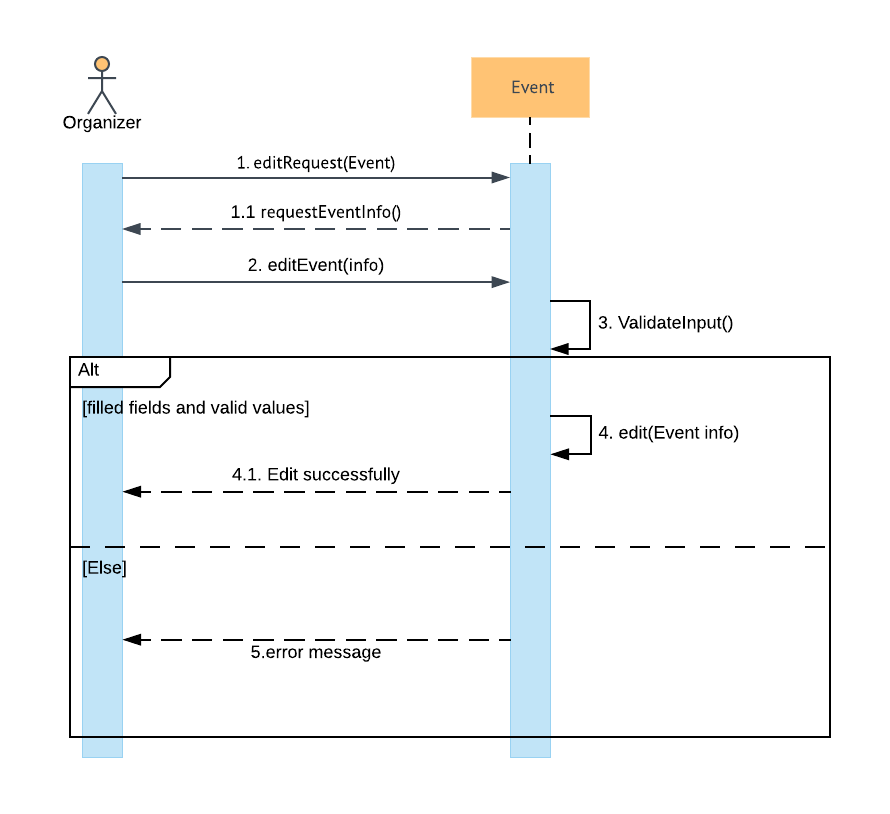 Event
Organizer
1. editRequest(Event)
1.1 requestEventInfo()
2. editEvent(info)
3. ValidateInput()
Alt
[filled fields and valid values]
4. edit(Event info)
4.1. Edit successfully
[Else]
5.error message